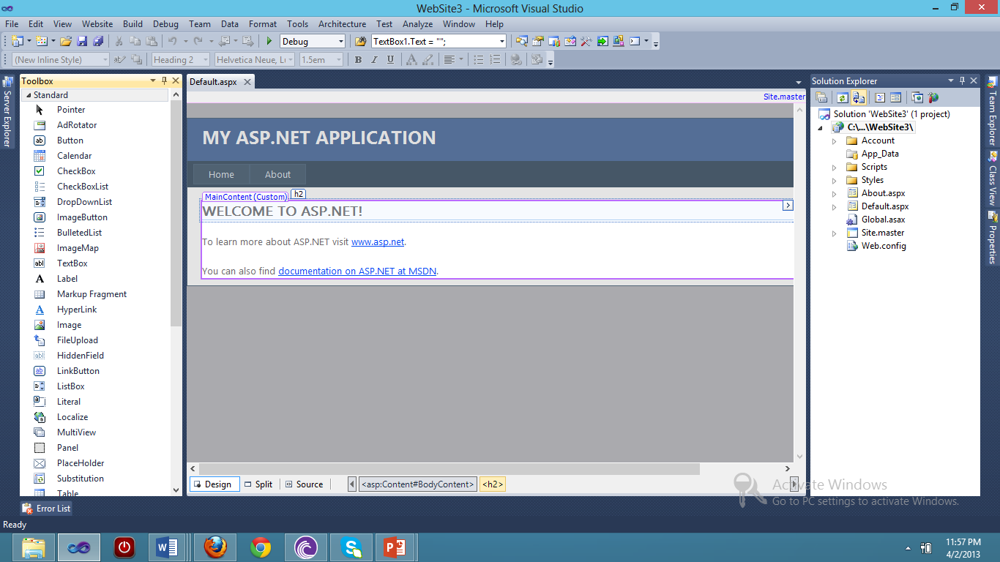 WebSite3 - Microsoft Visual Studio
File Edit View Website Build Debug Team Data Format Tools Architecture Test Analyze Window Help
Debug TextBox1.Text = "";
(New Inline Style) Heading 2 Helvetica Neue, L 1.5em B I U A
Server Explorer
Toolbox
Standard
Pointer
AdRotator
Button
Calendar
CheckBox
CheckBoxList
DropDownList
ImageButton
BulletedList
ImageMap
TextBox
Label
Markup Fragment
HyperLink
Image
FileUpload
HiddenField
LinkButton
ListBox
Literal
Localize
MultiView
Panel
PlaceHolder
Substitution
Table
Default.aspx
Site.master
MY ASP.NET APPLICATION
Home About
MainContent (Custom) h2
WELCOME TO ASP.NET!
To learn more about ASP.NET visit www.asp.net.
You can also find documentation on ASP.NET at MSDN.
Design Split Source <asp:Content#BodyContent> <h2>
Solution Explorer
Solution 'WebSite3' (1 project)
C:\...\WebSite3\
Account
App_Data
Scripts
Styles
About.aspx
Default.aspx
Global.asax
Site.master
Web.config
Team Explorer
Class View
Properties
Activate Windows
Go to PC settings to activate Windows.
Error List
Ready
11:57 PM
4/2/2013